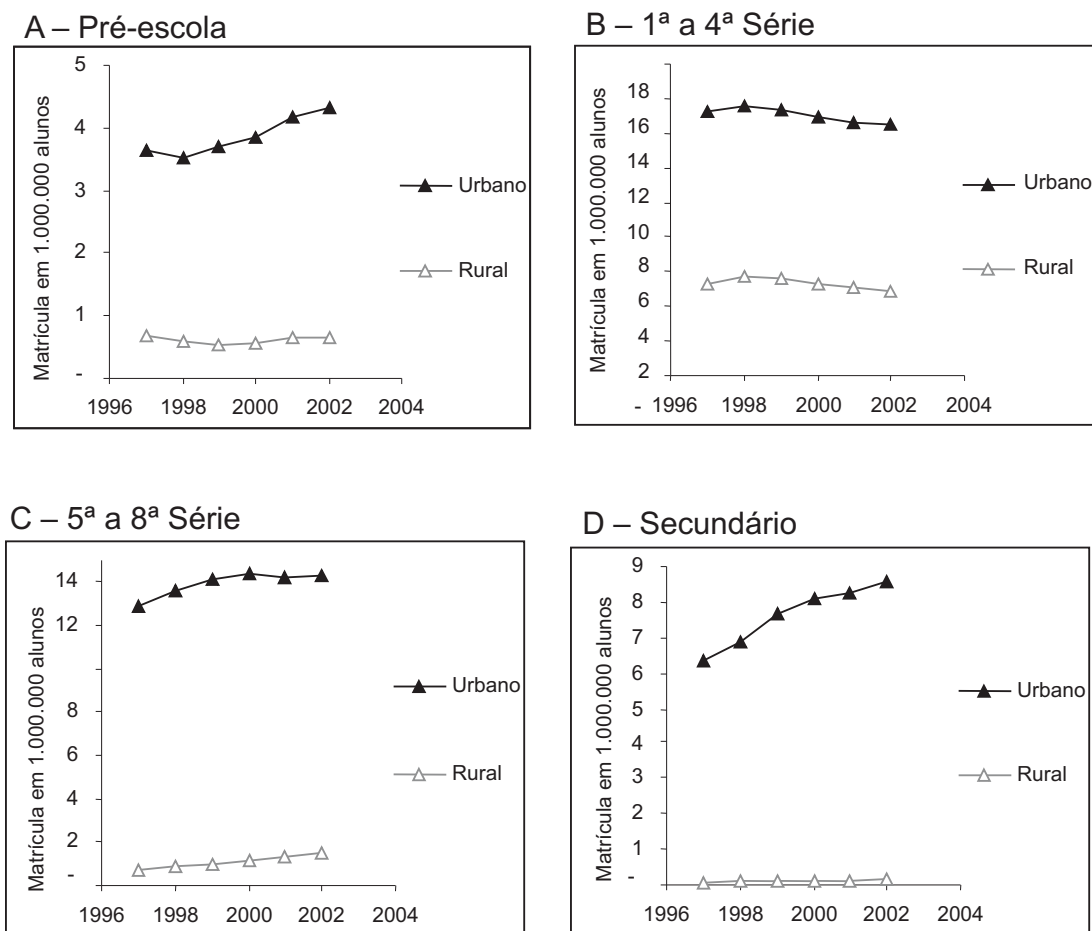 A – Pré-escola
Matrícula em 1.000.000 alunos
5
4
3
2
1
-
1996 1998 2000 2002 2004
Urbano
Rural
B – 1ª a 4ª Série
Matrícula em 1.000.000 alunos
18
16
14
12
10
8
6
4
2
- 1996 1998 2000 2002 2004
Urbano
Rural
C – 5ª a 8ª Série
Matrícula em 1.000.000 alunos
14
12
14
8
6
4
2
-
1996 1998 2000 2002 2004
Urbano
Rural
D – Secundário
Matrícula em 1.000.000 alunos
9
8
7
6
5
4
3
2
1
-
1996 1998 2000 2002 2004
Urbano
Rural